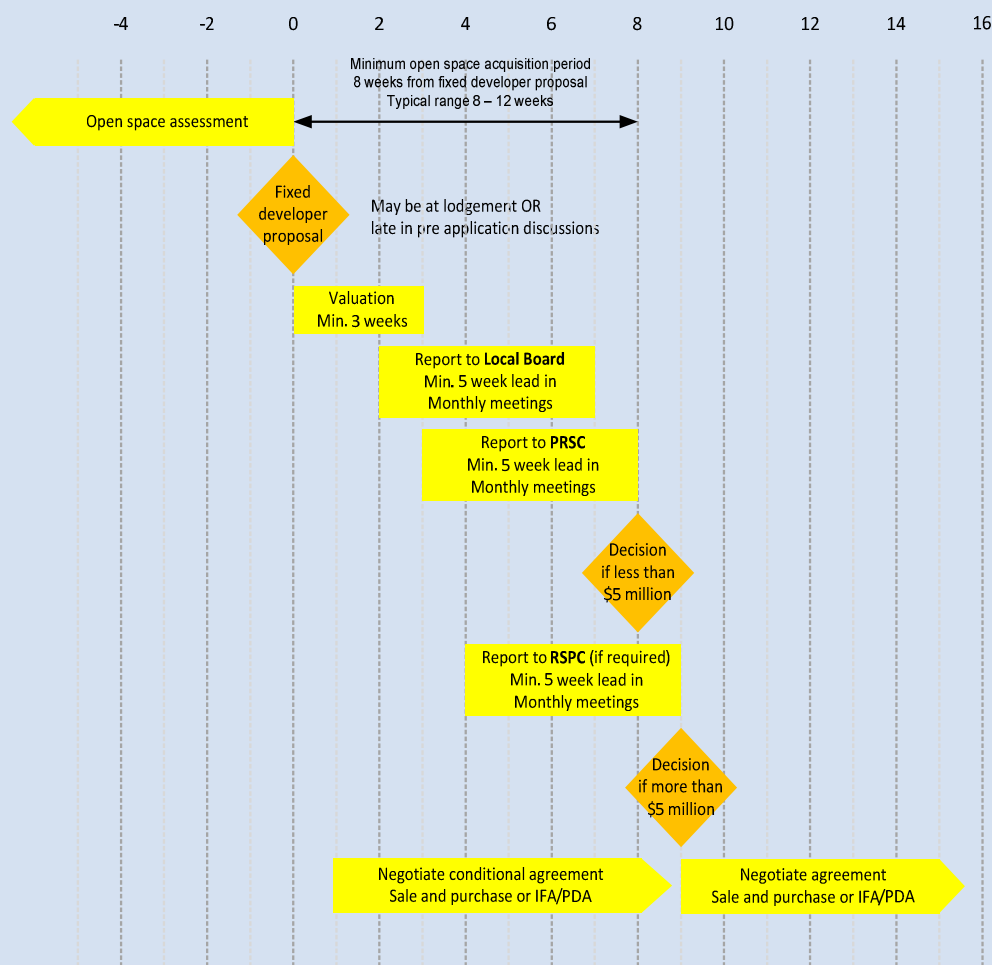 -4 -2 0 2 4 6 8 10 12 14 16
Minimum open space acquisition period
8 weeks from fixed developer proposal
Typical range 8 – 12 weeks
Open space assessment
Fixed
developer
proposal
May be at lodgement OR
late in pre application discussions
Valuation
Min. 3 weeks
Report to Local Board
Min. 5 week lead in
Monthly meetings
Report to PRSC
Min. 5 week lead in
Monthly meetings
Decision
if less than
$5 million
Report to RSPC (if required)
Min. 5 week lead in
Monthly meetings
Decision
if more than
$5 million
Negotiate conditional agreement
Sale and purchase or IFA/PDA
Negotiate agreement
Sale and purchase or IFA/PDA